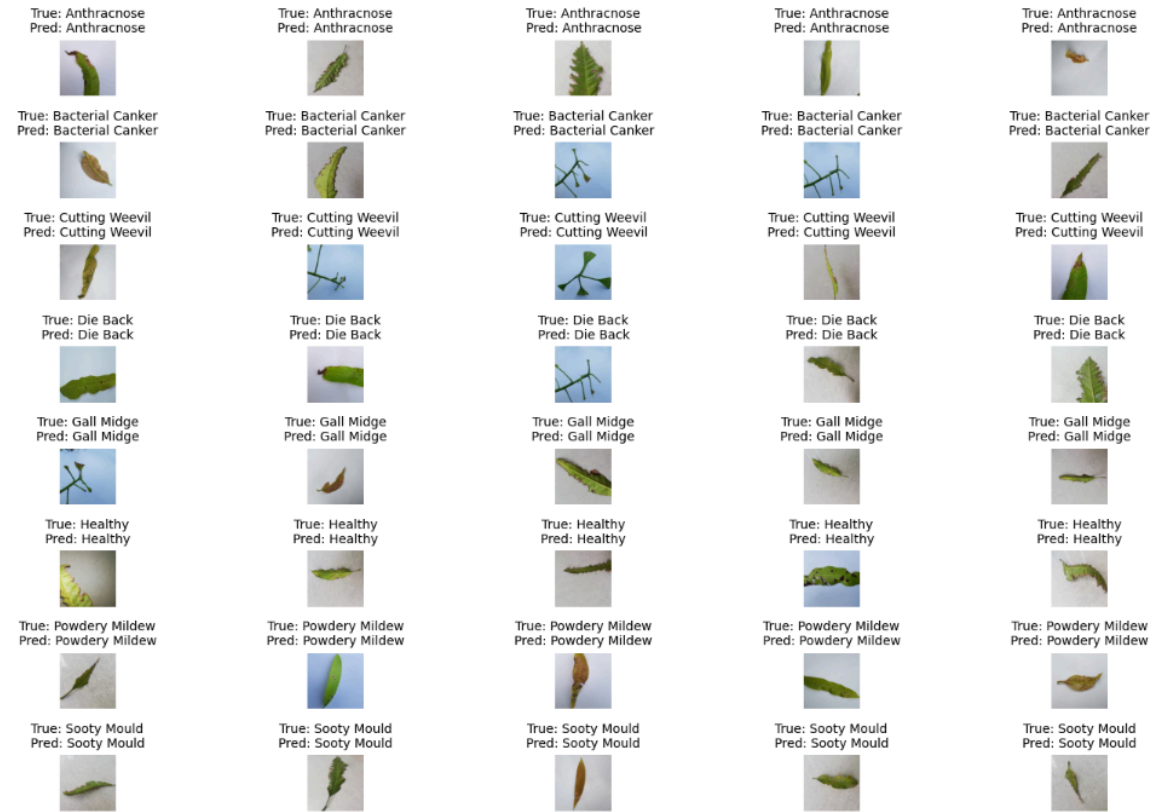 True: Anthracnose True: Anthracnose True: Anthracnose True: Anthracnose True: Anthracnose
Pred: Anthracnose Pred: Anthracnose Pred: Anthracnose Pred: Anthracnose Pred: Anthracnose
True: Bacterial Canker True: Bacterial Canker True: Bacterial Canker True: Bacterial Canker True: Bacterial Canker
Pred: Bacterial Canker Pred: Bacterial Canker Pred: Bacterial Canker Pred: Bacterial Canker Pred: Bacterial Canker
True: Cutting Weevil True: Cutting Weevil True: Cutting Weevil True: Cutting Weevil True: Cutting Weevil
Pred: Cutting Weevil Pred: Cutting Weevil Pred: Cutting Weevil Pred: Cutting Weevil Pred: Cutting Weevil
True: Die Back True: Die Back True: Die Back True: Die Back True: Die Back
Pred: Die Back Pred: Die Back Pred: Die Back Pred: Die Back Pred: Die Back
True: Gall Midge True: Gall Midge True: Gall Midge True: Gall Midge True: Gall Midge
Pred: Gall Midge Pred: Gall Midge Pred: Gall Midge Pred: Gall Midge Pred: Gall Midge
True: Healthy True: Healthy True: Healthy True: Healthy True: Healthy
Pred: Healthy Pred: Healthy Pred: Healthy Pred: Healthy Pred: Healthy
True: Powdery Mildew True: Powdery Mildew True: Powdery Mildew True: Powdery Mildew True: Powdery Mildew
Pred: Powdery Mildew Pred: Powdery Mildew Pred: Powdery Mildew Pred: Powdery Mildew Pred: Powdery Mildew
True: Sooty Mould True: Sooty Mould True: Sooty Mould True: Sooty Mould True: Sooty Mould
Pred: Sooty Mould Pred: Sooty Mould Pred: Sooty Mould Pred: Sooty Mould Pred: Sooty Mould